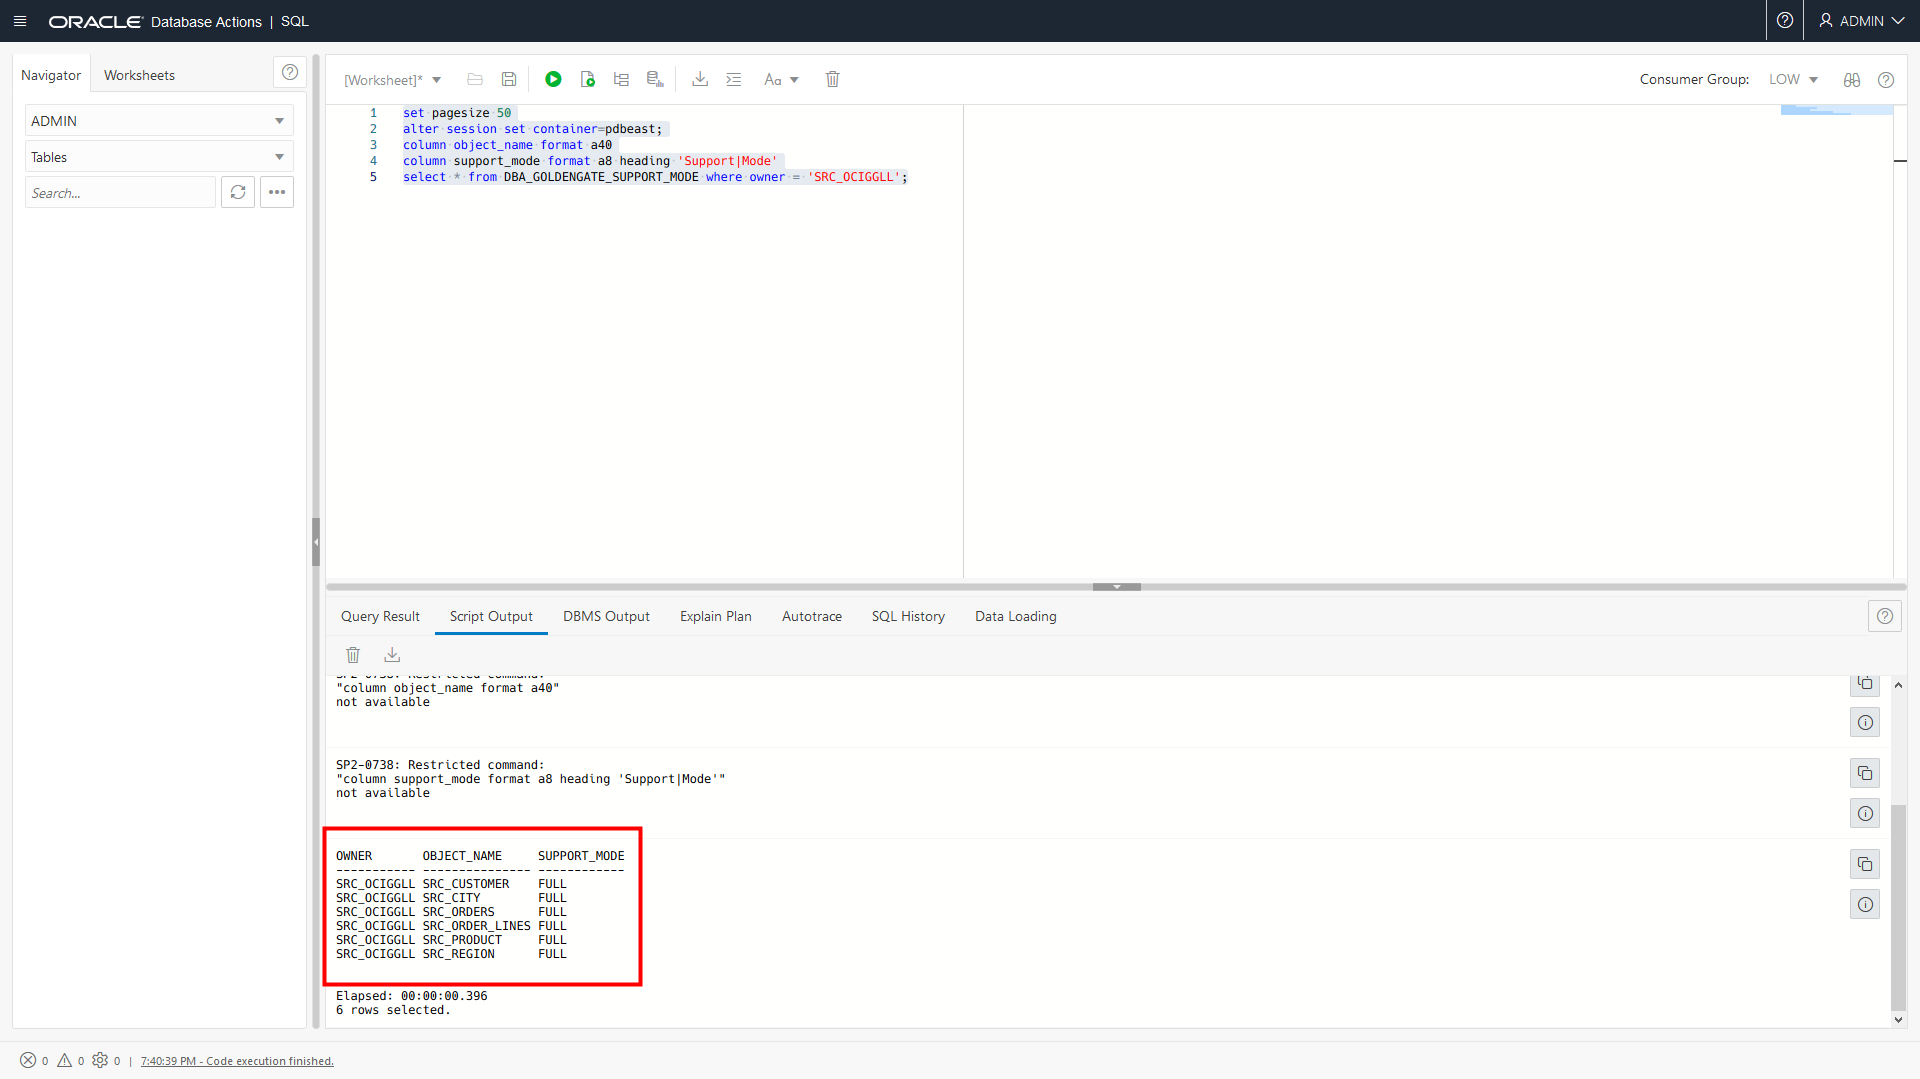 ORACLE Database Actions | SQL
ADMIN
Navigator
Worksheets
ADMIN
Tables
Search...
[Worksheet]*
Aa
Consumer Group: LOW
1 set pagesize 50
2 alter session set container=pdbeast;
3 column object_name format a40
4 column support_mode format a8 heading 'Support|Mode'
5 select * from DBA_GOLDENGATE_SUPPORT_MODE where owner = 'SRC_OCIGGLL';
Query Result
Script Output
DBMS Output
Explain Plan
Autotrace
SQL History
Data Loading
SP2-0738: Restricted command:
"column object_name format a40"
not available
SP2-0738: Restricted command:
"column support_mode format a8 heading 'Support|Mode'"
not available
OWNER OBJECT_NAME SUPPORT_MODE
----------- --------------- ------------
SRC_OCIGGLL SRC_CUSTOMER FULL
SRC_OCIGGLL SRC_CITY FULL
SRC_OCIGGLL SRC_ORDERS FULL
SRC_OCIGGLL SRC_ORDER_LINES FULL
SRC_OCIGGLL SRC_PRODUCT FULL
SRC_OCIGGLL SRC_REGION FULL
Elapsed: 00:00:00.396
6 rows selected.
0 0 0 | 7:40:39 PM - Code execution finished.